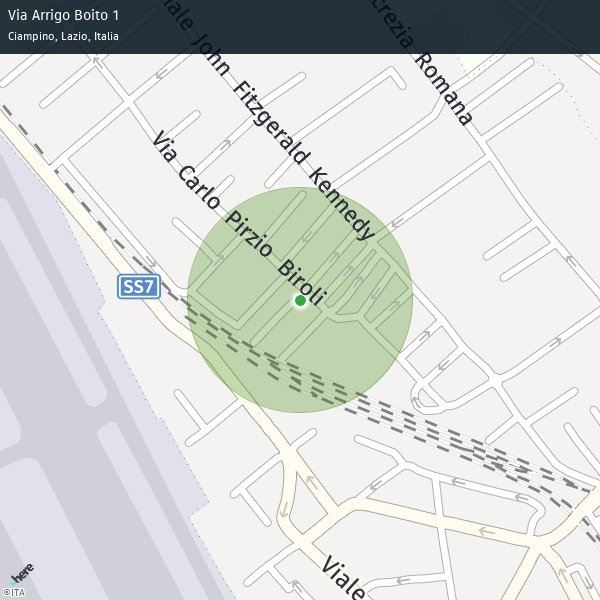 Via Arrigo Boito 1
Ciampino, Lazio, Italia
Viale John Fitzgerald Kennedy
crezia Romana
Via Carlo Pirzio Biroli
SS7
Viale
here
©ITA